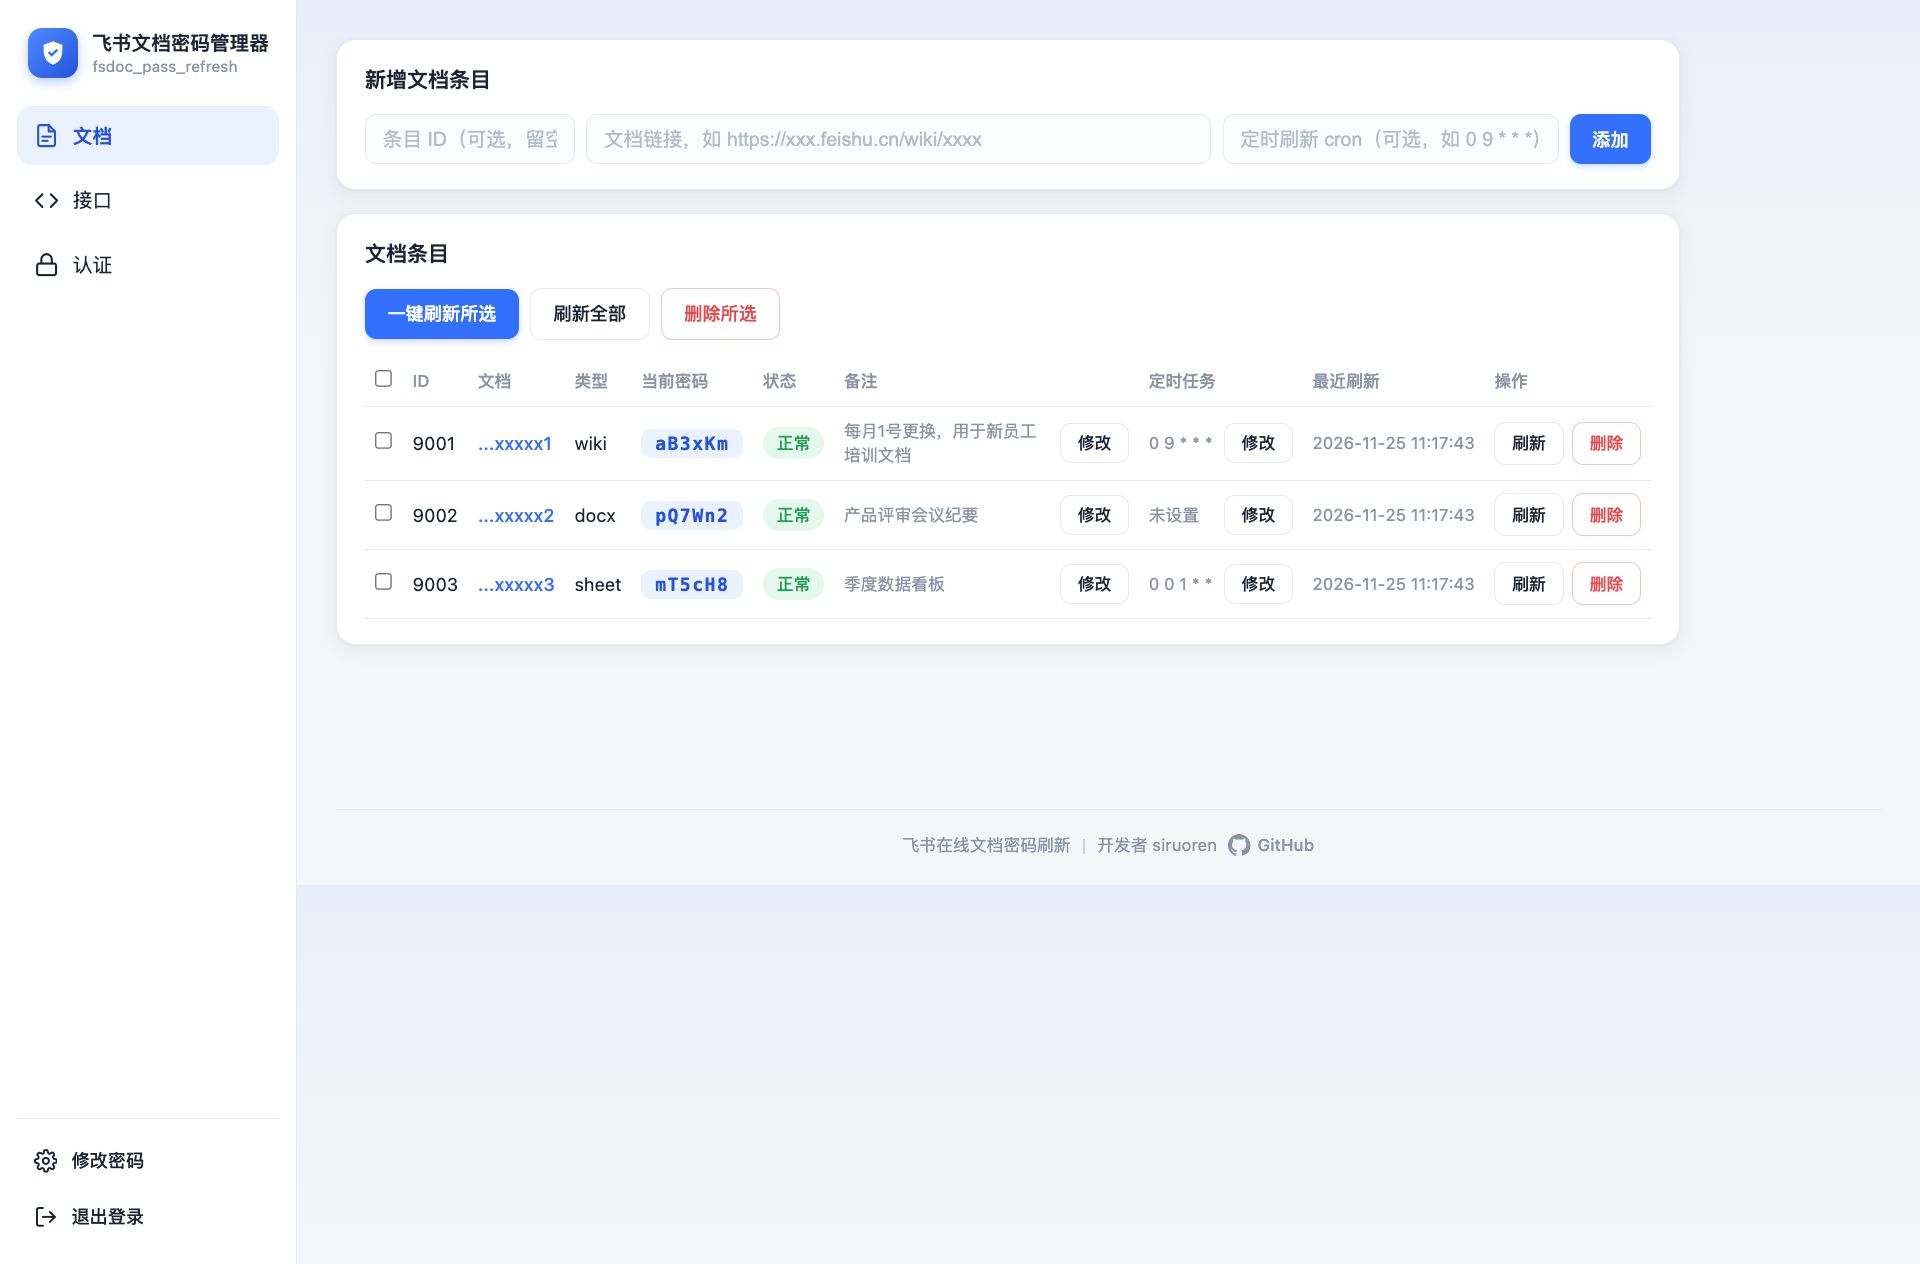 飞书文档密码管理器
fsdoc_pass_refresh
文档
接口
认证
修改密码
退出登录
新增文档条目
条目 ID（可选，留空 文档链接，如 https://xxx.feishu.cn/wiki/xxxx 定时刷新 cron（可选，如 0 9 * * *） 添加
文档条目
一键刷新所选 刷新全部 删除所选
ID 文档 类型 当前密码 状态 备注 定时任务 最近刷新 操作
9001 ...xxxxx1 wiki aB3xKm 正常 每月1号更换，用于新员工 修改 0 9 * * * 修改 2026-11-25 11:17:43 刷新 删除
培训文档
9002 ...xxxxx2 docx pQ7Wn2 正常 产品评审会议纪要 修改 未设置 修改 2026-11-25 11:17:43 刷新 删除
9003 ...xxxxx3 sheet mT5cH8 正常 季度数据看板 修改 0 0 1 * * 修改 2026-11-25 11:17:43 刷新 删除
飞书在线文档密码刷新 | 开发者 siruoren GitHub